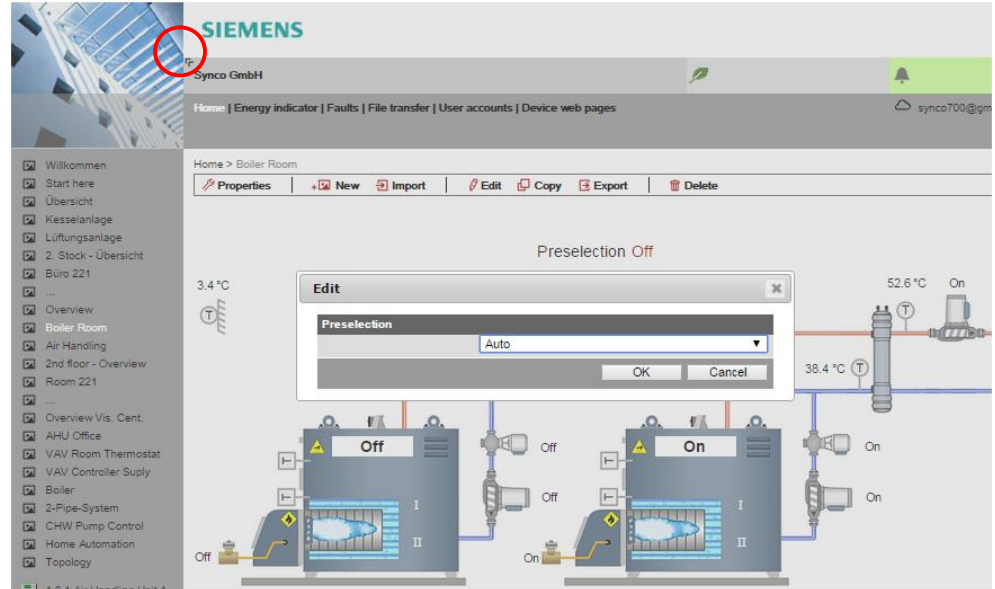 SIEMENS
Synco GmbH
Home | Energy indicator | Faults | File transfer | User accounts | Device web pages
synco700@gm
Willkommen
Start here
Übersicht
Kesselanlage
Lüftungsanlage
2. Stock - Übersicht
Büro 221
...
Overview
Boiler Room
Air Handling
2nd floor - Overview
Room 221
...
Overview Vis. Cent.
AHU Office
VAV Room Thermostat
VAV Controller Suply
Boiler
2-Pipe-System
CHW Pump Control
Home Automation
Topology
Home > Boiler Room
Properties | New Import | Edit Copy Export | Delete
Preselection Off
3.4 °C
T
Edit
Preselection
Auto
OK Cancel
52.6 °C On
T
38.4 °C T
Off
Off
Off
I
II
Off
On
On
On
I
II
On